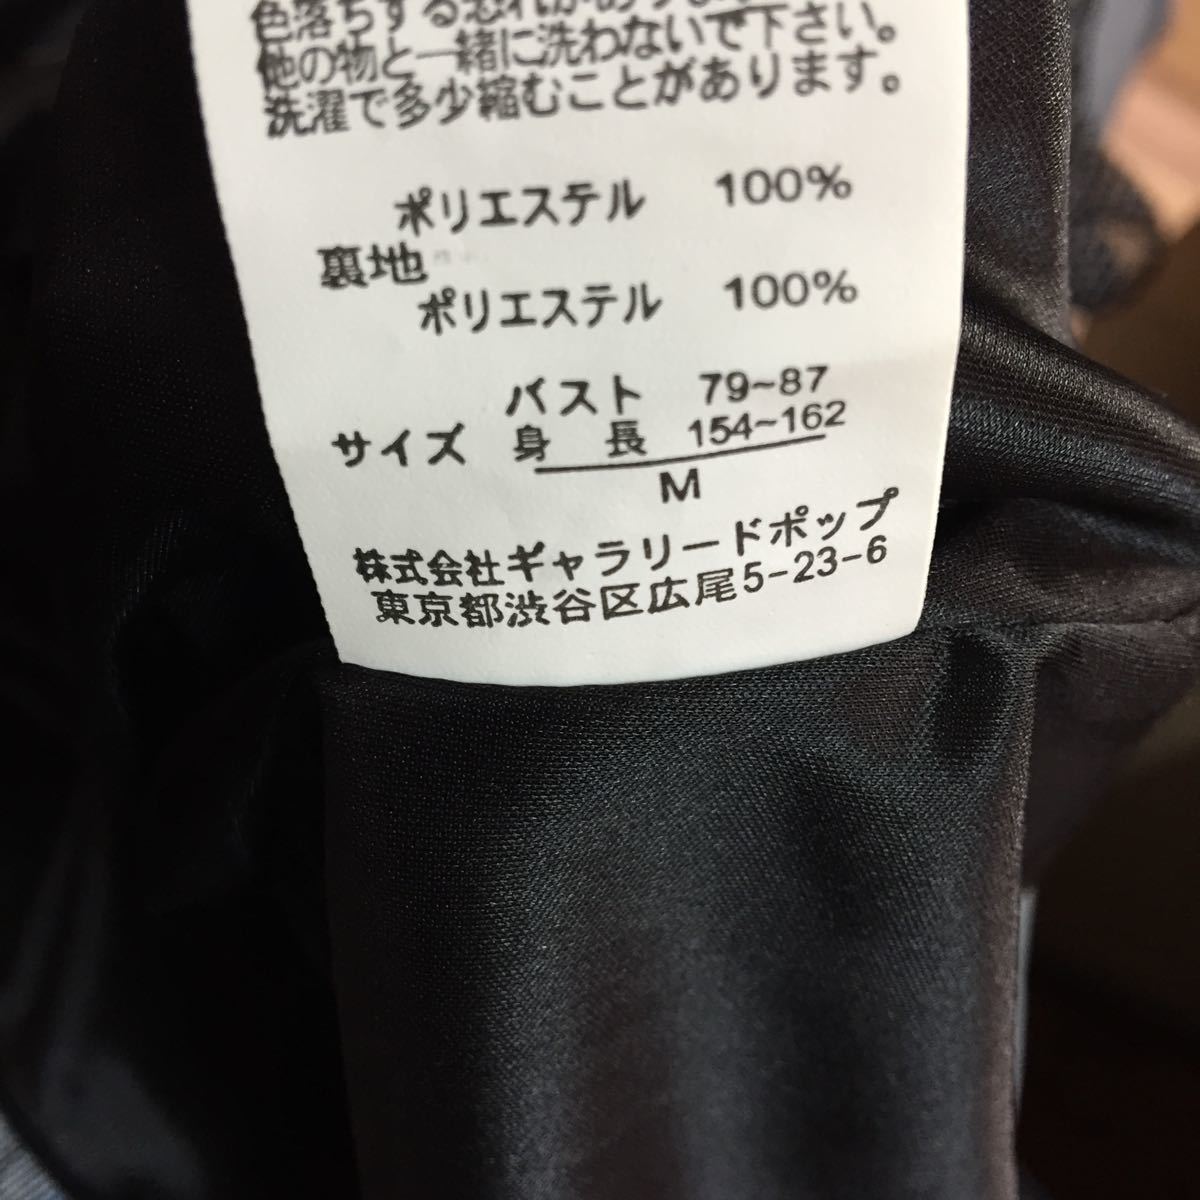 色落ちする恐れがあります。
他の物と一緒に洗わないで下さい。
洗濯で多少縮むことがあります。
ポリエステル 100%
裏地
ポリエステル 100%
バスト 79~87
サイズ 身 長 154~162
M
株式会社ギャラリードポップ
東京都渋谷区広尾5-23-6